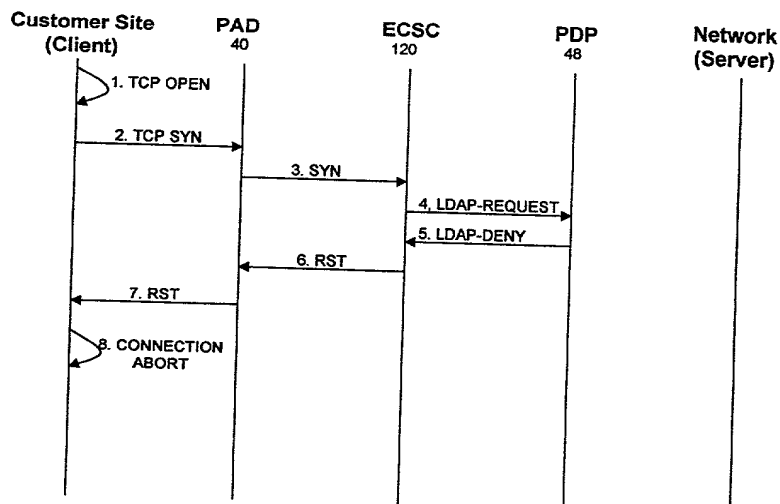 Customer Site
(Client)
PAD
40
ECSC
120
PDP
48
Network
(Server)
1. TCP OPEN
2. TCP SYN
3. SYN
4, LDAP-REQUEST
5. LDAP-DENY
6. RST
7. RST
8. CONNECTION
ABORT